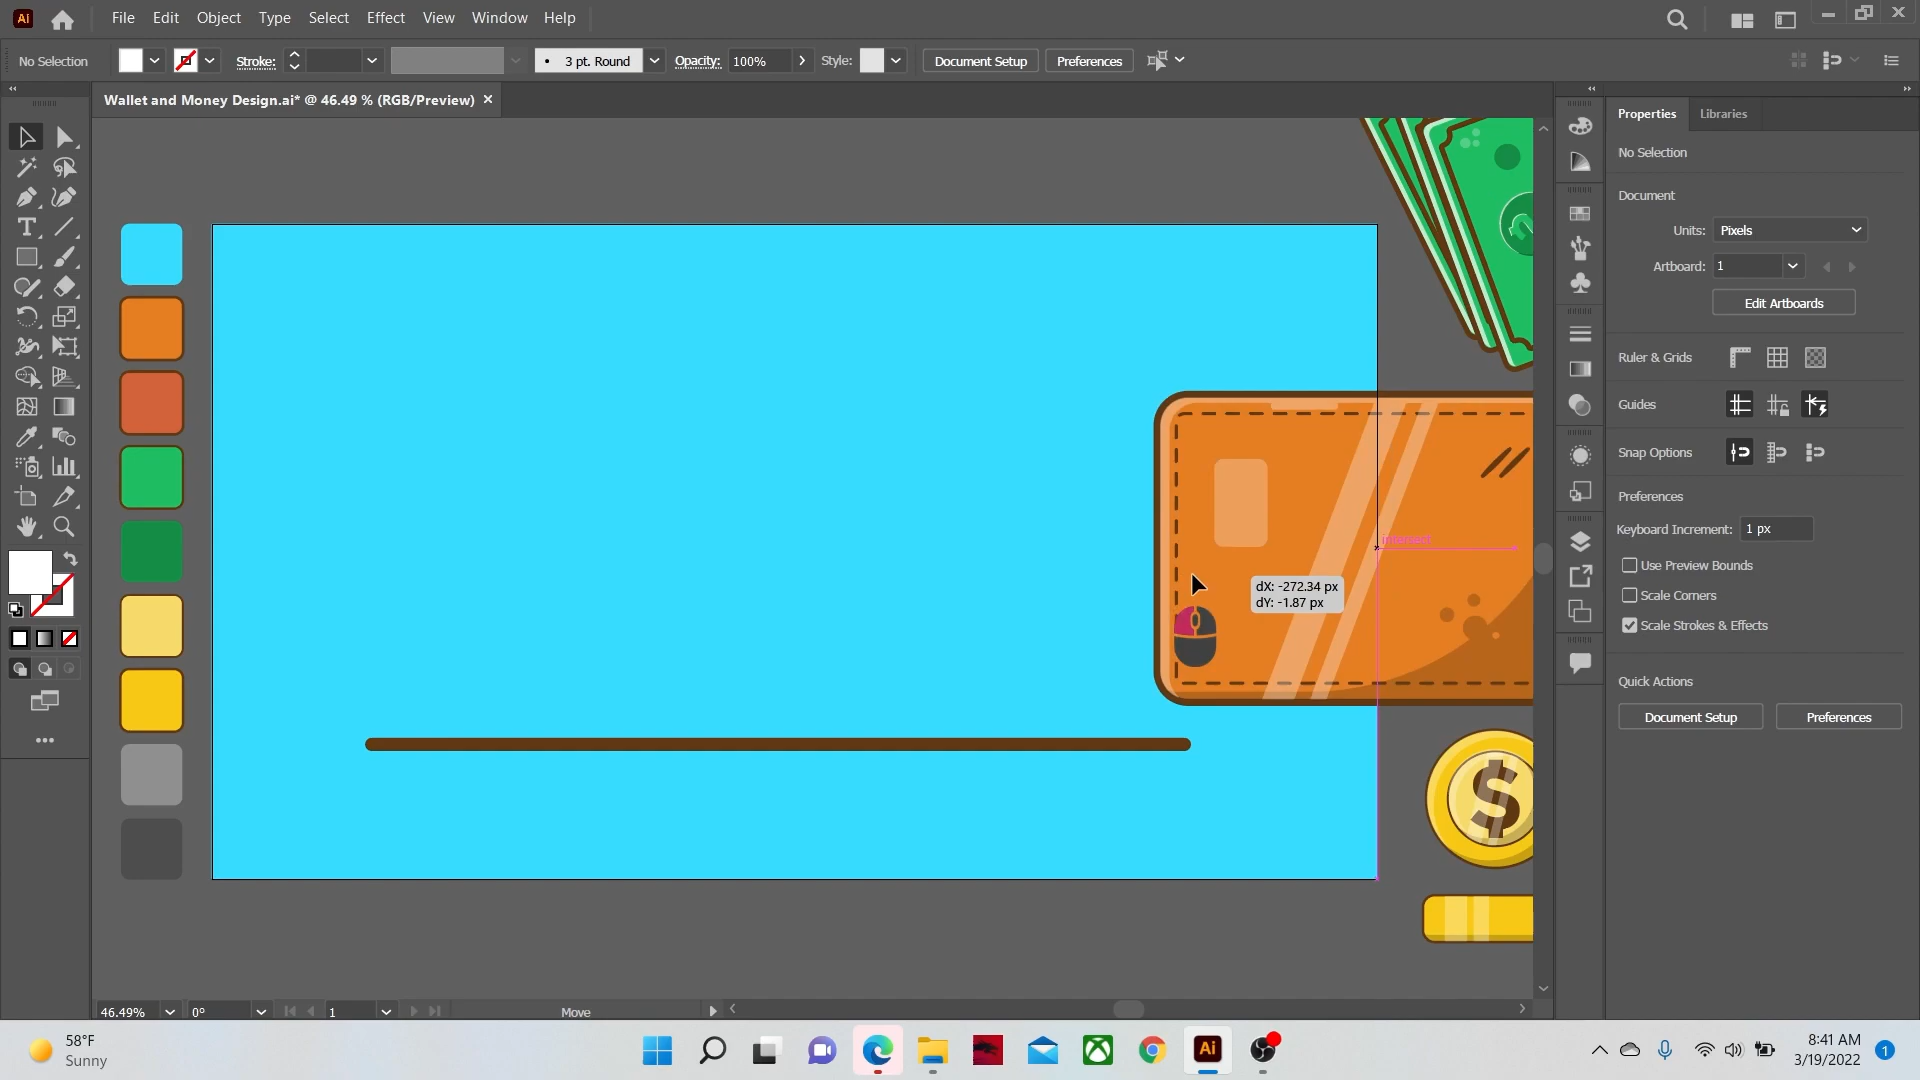 Ai
File Edit Object Type Select Effect View Window Help
No Selection
Stroke:
3 pt. Round
Opacity:
100%
Style:
Document Setup
Preferences
Wallet and Money Design.ai* @ 46.49 % (RGB/Preview)
Properties
Libraries
No Selection
Document
Units:
Pixels
Artboard:
1
Edit Artboards
Ruler & Grids
Guides
Snap Options
Preferences
Keyboard Increment:
1 px
Use Preview Bounds
Scale Corners
Scale Strokes & Effects
Quick Actions
Document Setup
Preferences
intersect
dX: -272.34 px
dY: -1.87 px
$
46.49%
0°
1
Move
58°F
Sunny
Ai
8:41 AM
3/19/2022
1